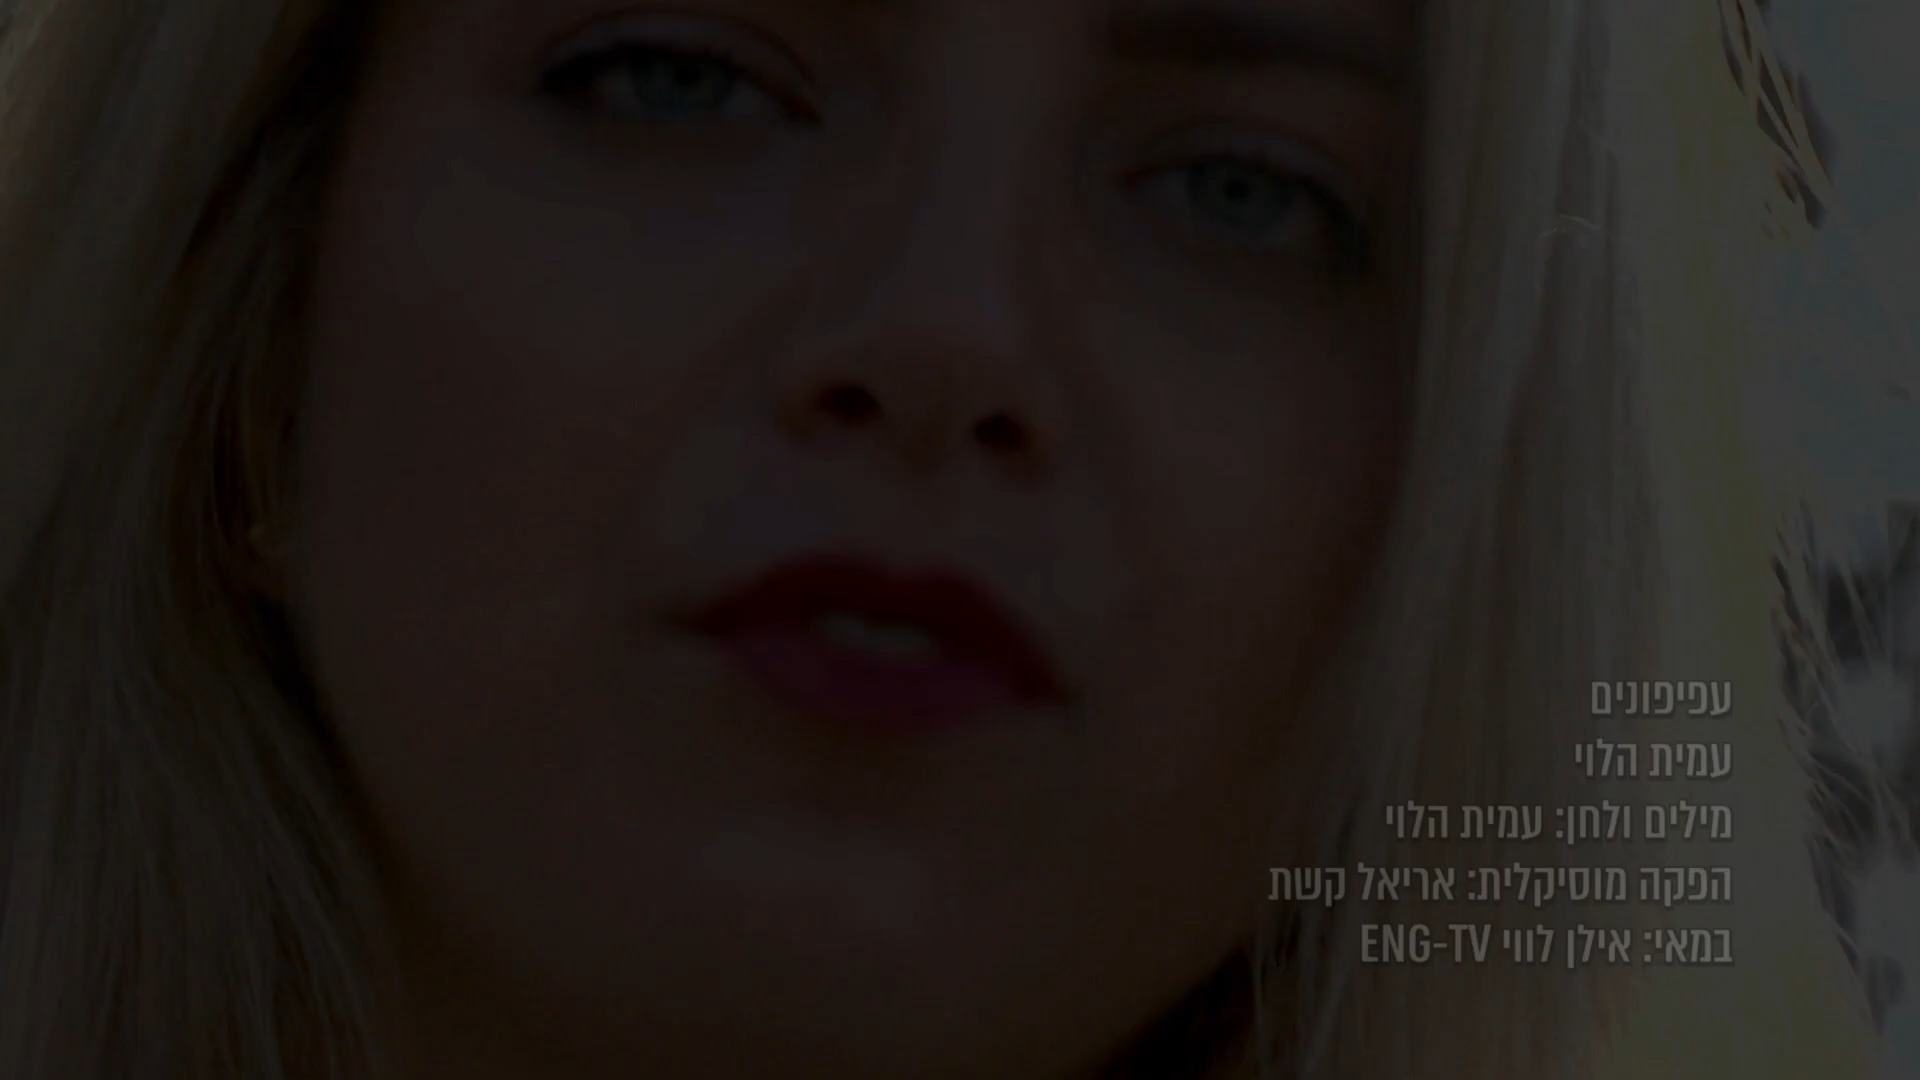 עפיפונים
עמית הלוי
מילים ולחן: עמית הלוי
הפקה מוסיקלית: אריאל קשת
במאי: אילן לווי ENG-TV